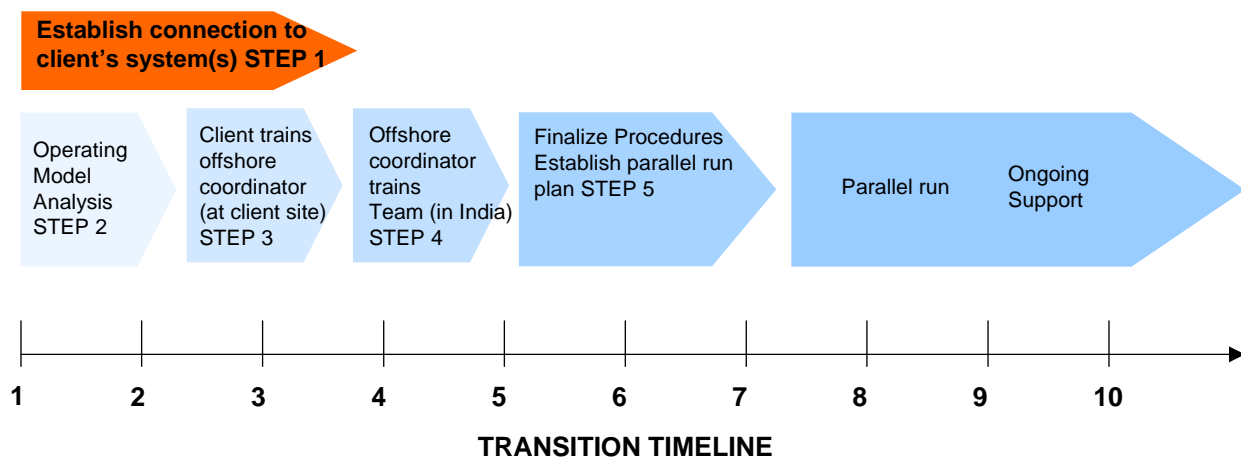 Establish connection to
client’s system(s) STEP 1
Operating
Model
Analysis
STEP 2
Client trains
offshore
coordinator
(at client site)
STEP 3
Offshore
coordinator
trains
Team (in India)
STEP 4
Finalize Procedures
Establish parallel run
plan STEP 5
Parallel run
Ongoing
Support
1
2
3
4
5
6
7
8
9
10
TRANSITION TIMELINE